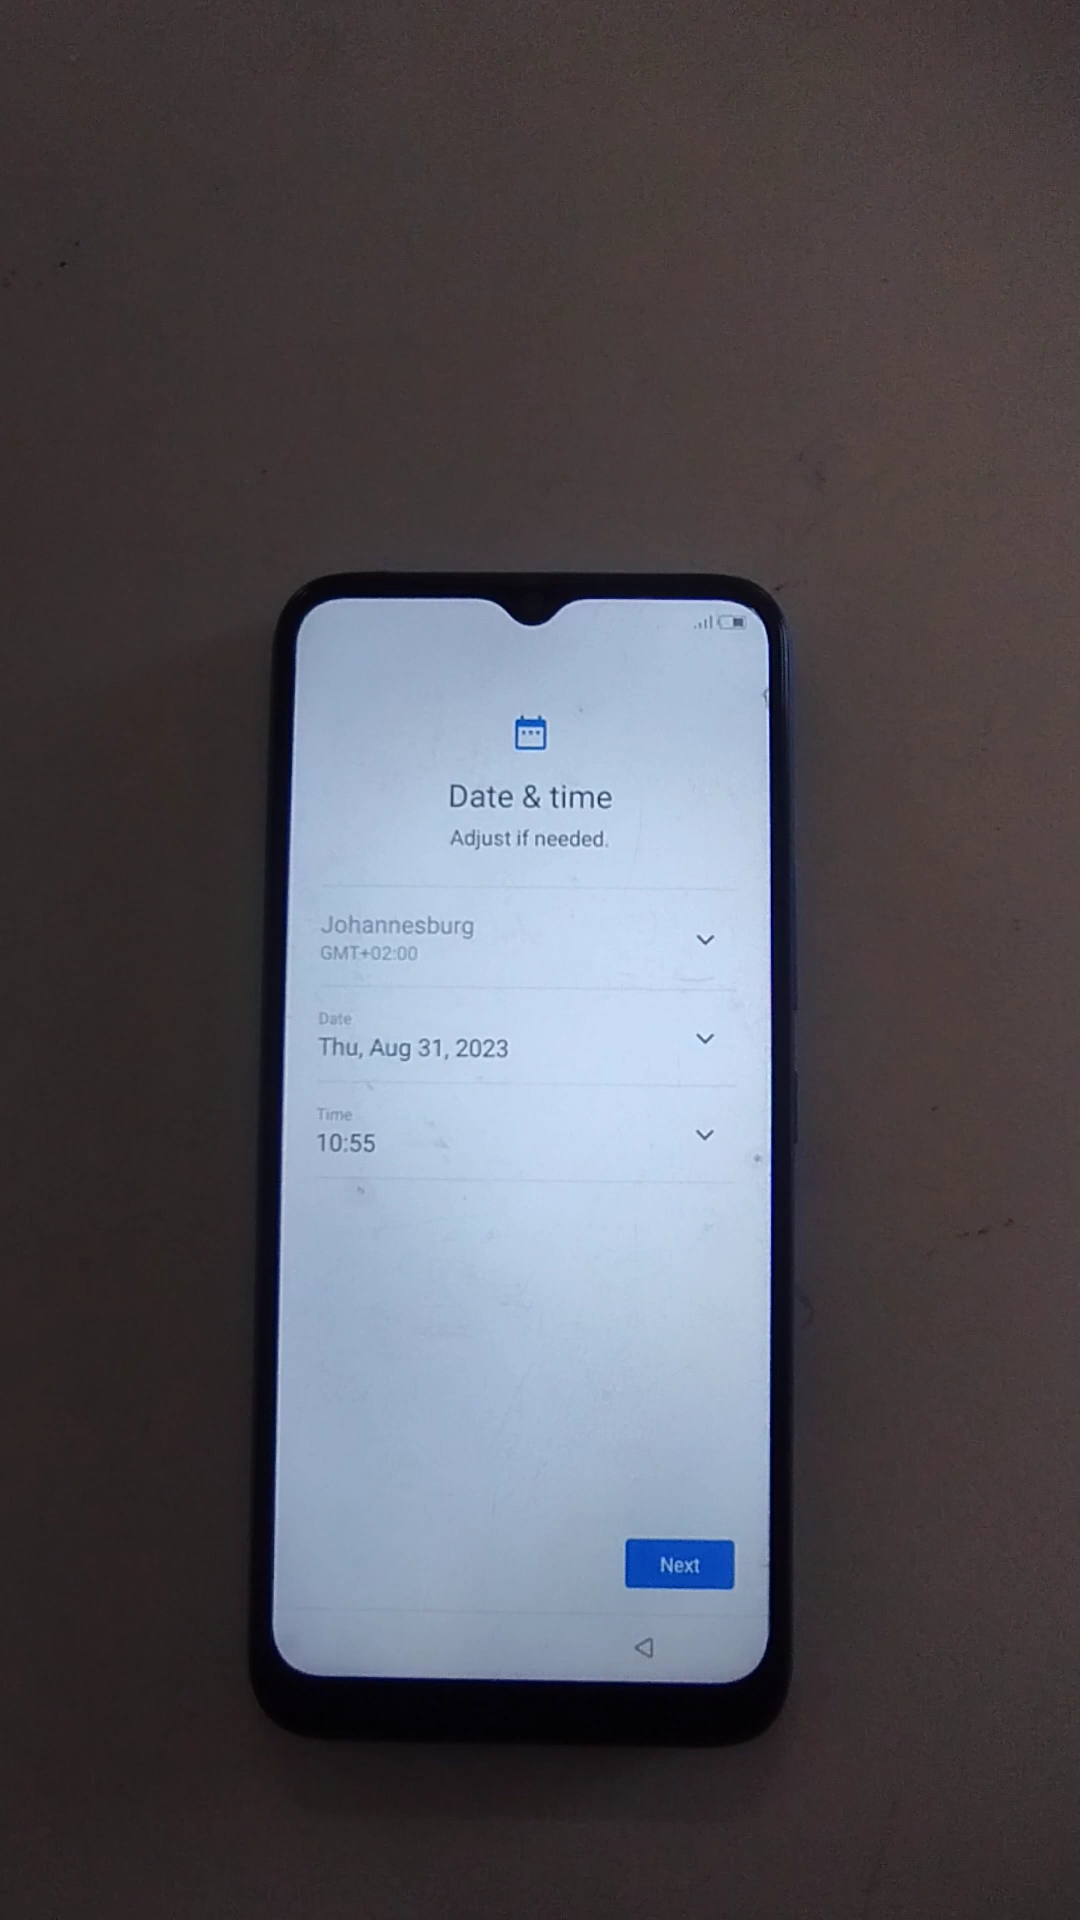 Date & time
Adjust if needed.
Johannesburg
GMT+02:00
Date
Thu, Aug 31, 2023
Time
10:55
Next